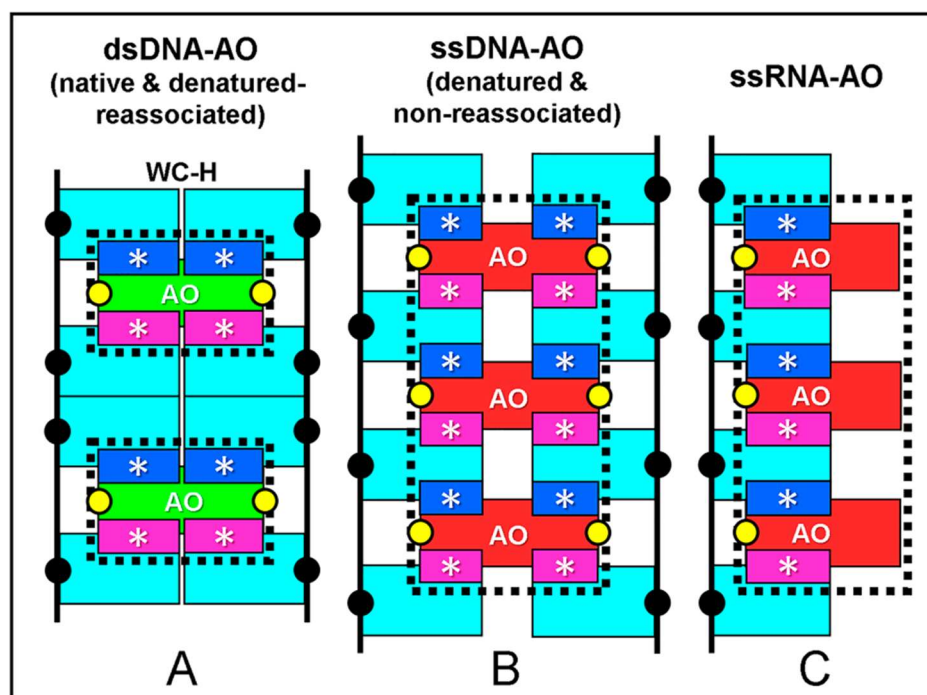 dsDNA-AO
(native & denatured-
reassociated)
WC-H
* *
AO
* *
* *
AO
* *
A
ssDNA-AO
(denatured &
non-reassociated)
* *
AO
* *
* *
AO
* *
* *
AO
* *
B
ssRNA-AO
*
AO
*
*
AO
*
*
AO
*
C